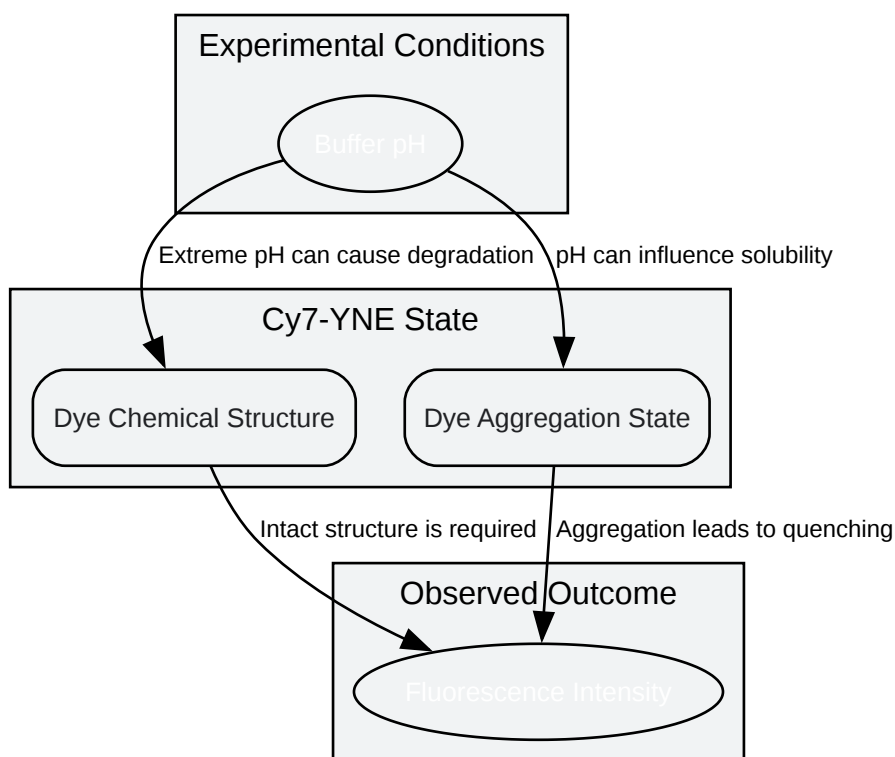 Experimental Conditions
Buffer pH
Extreme pH can cause degradation
pH can influence solubility
Cy7-YNE State
Dye Chemical Structure
Dye Aggregation State
Intact structure is required
Aggregation leads to quenching
Observed Outcome
Fluorescence Intensity